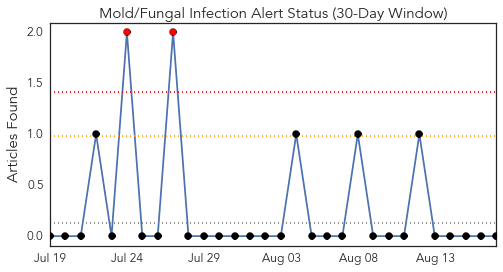 Mold/Fungal Infection Alert Status (30-Day Window)
Articles Found
2.0
1.5
1.0
0.5
0.0
Jul 19
Jul 24
Jul 29
Aug 03
Aug 08
Aug 13